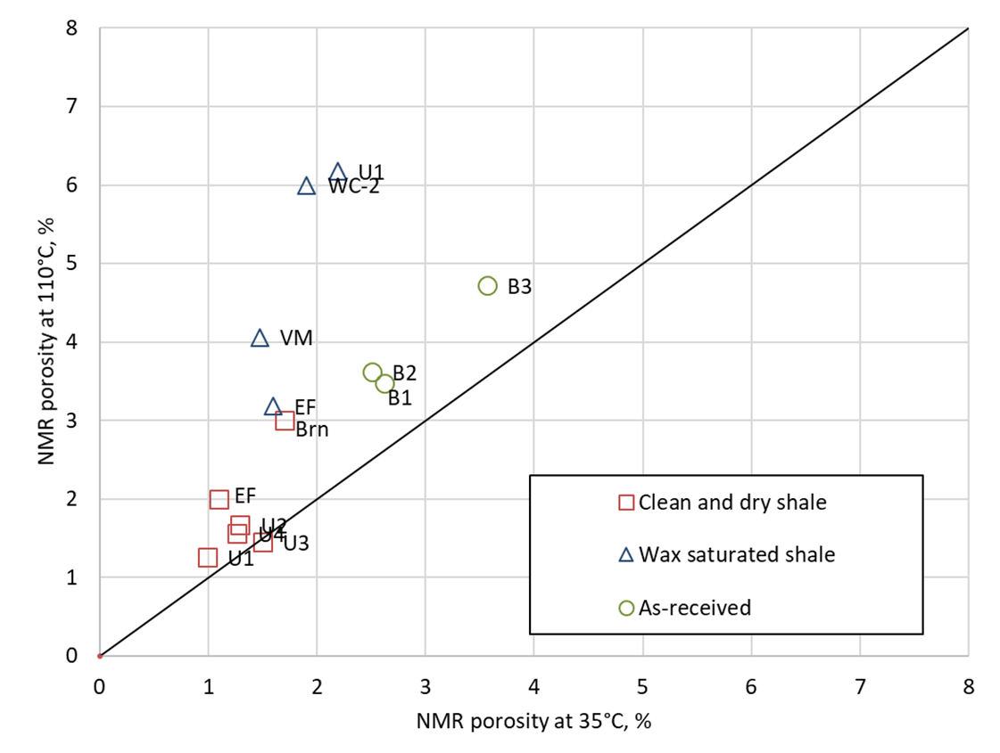 8
7
6
5
4
3
2
1
0
NMR porosity at 110°C, %
U1
WC-2
B3
VM
B2
B1
EF
Brn
EF
U2
U4
U3
U1
Clean and dry shale
Wax saturated shale
As-received
0 1 2 3 4 5 6 7 8
NMR porosity at 35°C, %